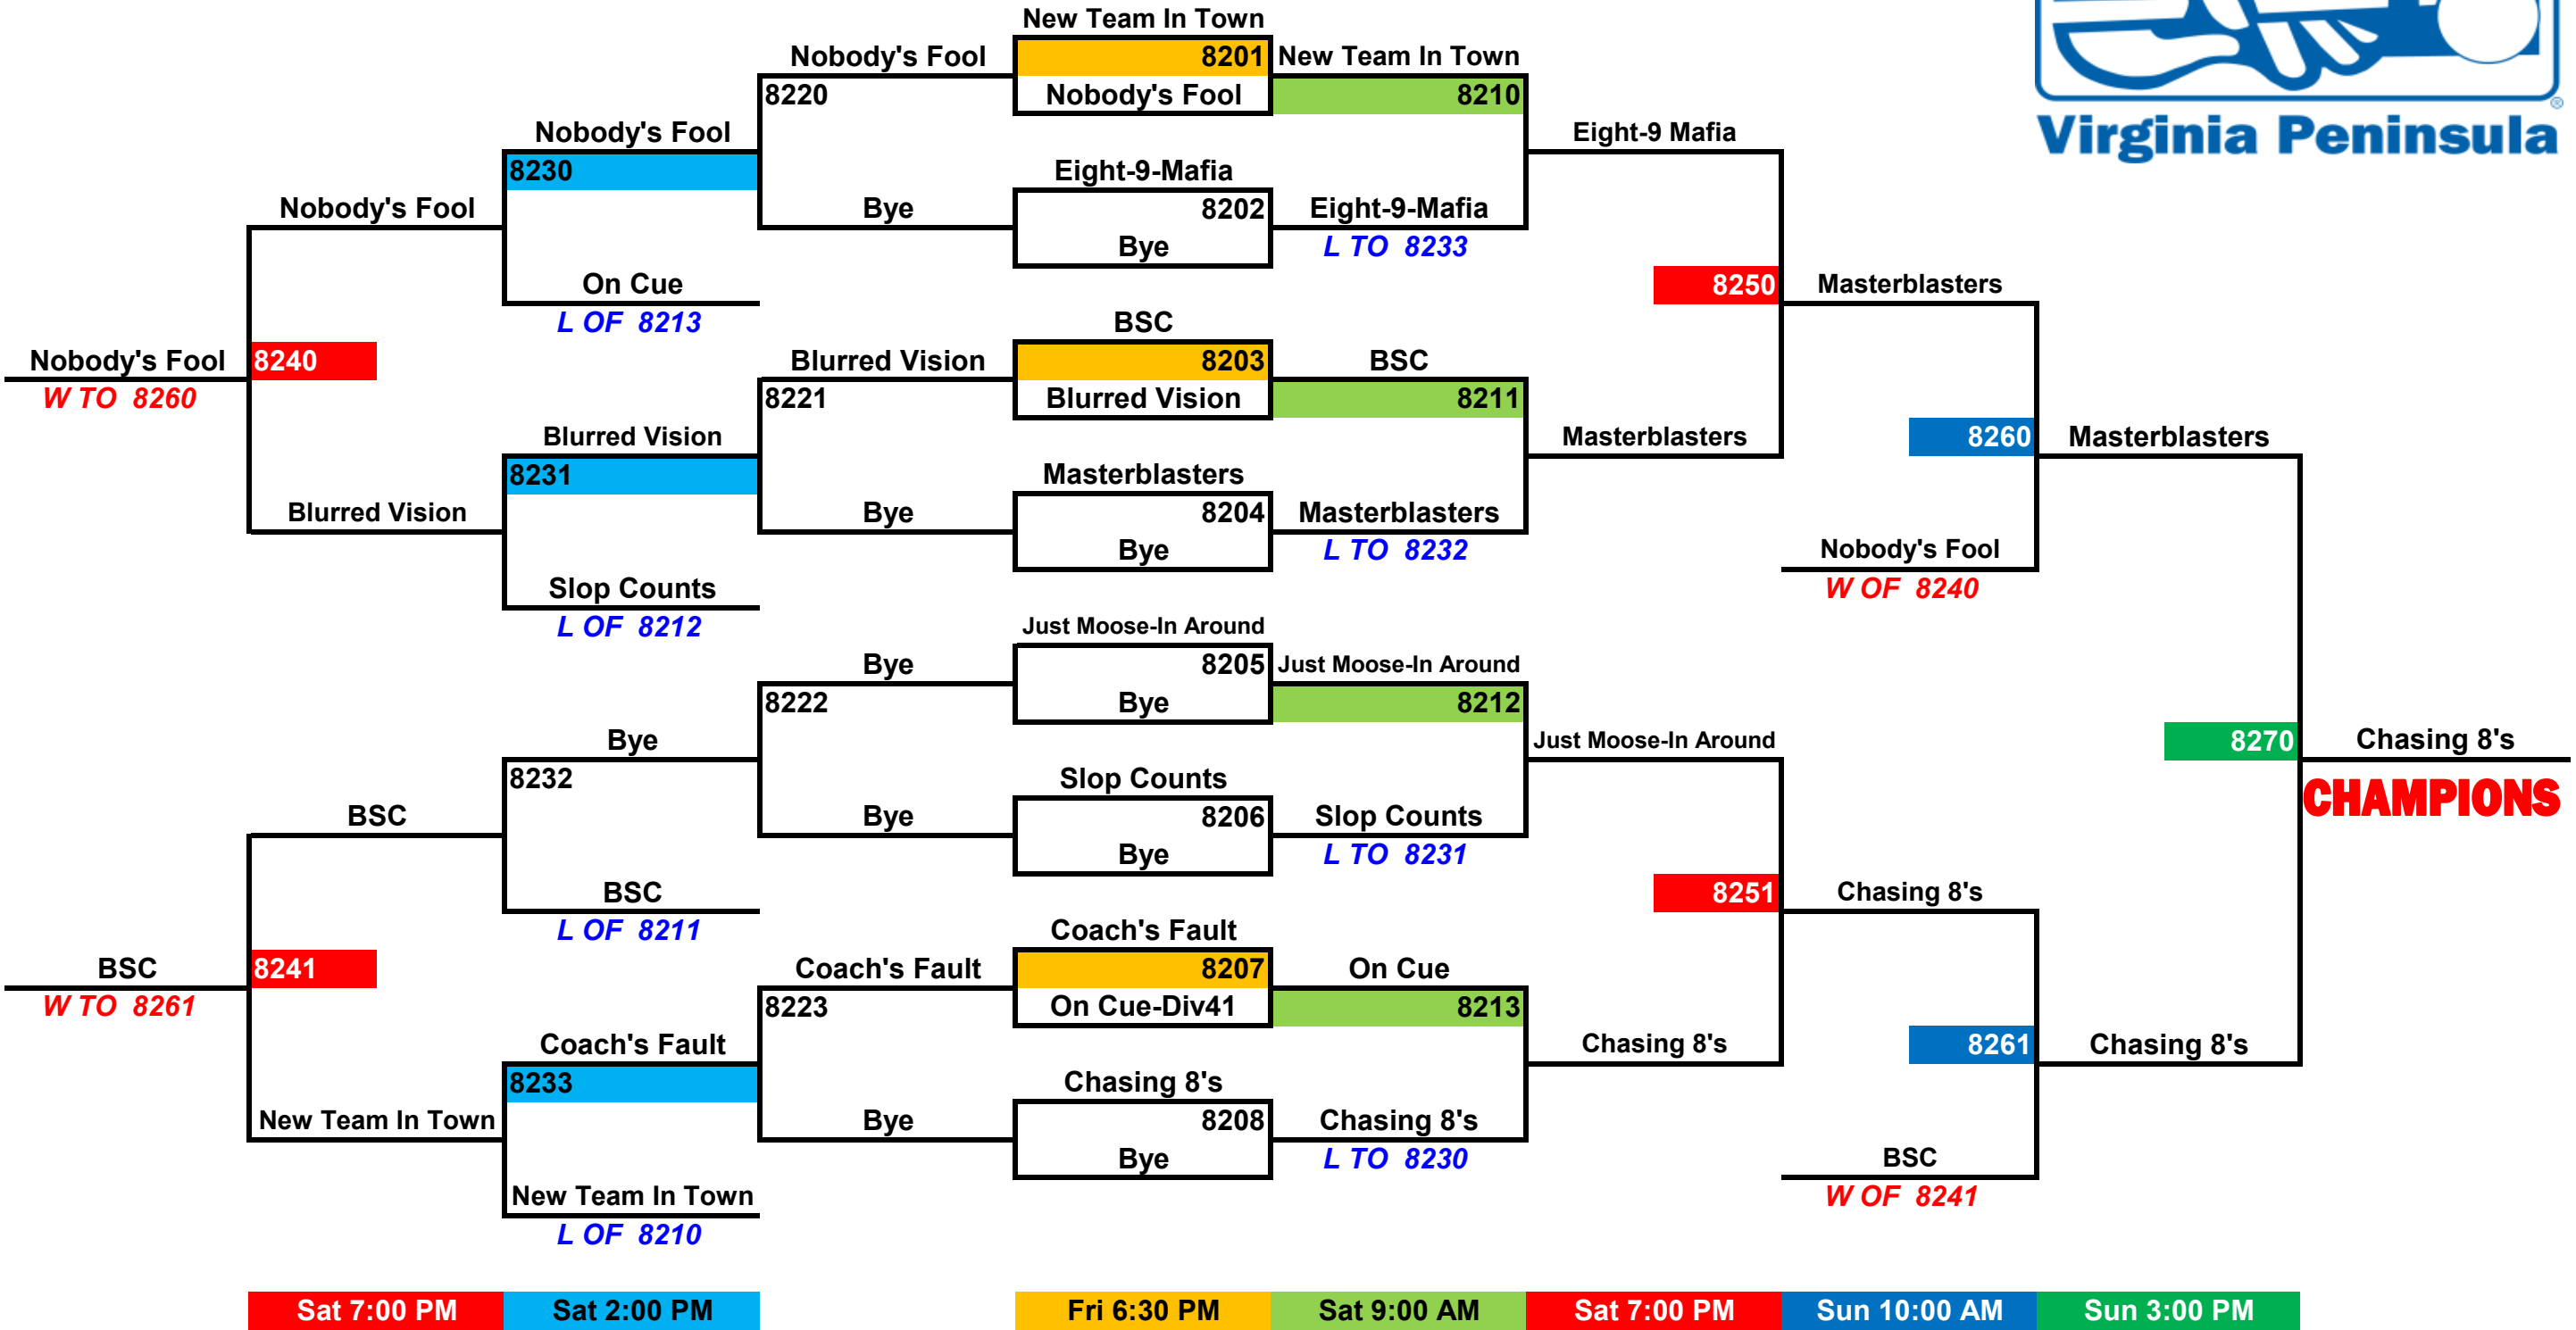 New Team In Town
Nobody's Fool
8201
New Team In Town
8220
Nobody's Fool
8210
Virginia Peninsula
®
Nobody's Fool
Eight-9 Mafia
8230
Eight-9-Mafia
Nobody's Fool
Bye
8202
Eight-9-Mafia
Bye
L TO 8233
On Cue
8250
Masterblasters
L OF 8213
BSC
Nobody's Fool
8240
Blurred Vision
8203
BSC
W TO 8260
8221
Blurred Vision
8211
Blurred Vision
Masterblasters
8260
Masterblasters
8231
Masterblasters
Blurred Vision
Bye
8204
Masterblasters
Bye
L TO 8232
Nobody's Fool
Slop Counts
W OF 8240
L OF 8212
Just Moose-In Around
Bye
8205
Just Moose-In Around
8222
Bye
8212
Bye
Just Moose-In Around
8270
Chasing 8's
8232
Slop Counts
CHAMPIONS
BSC
Bye
8206
Slop Counts
Bye
L TO 8231
BSC
8251
Chasing 8's
L OF 8211
Coach's Fault
BSC
8241
Coach's Fault
8207
On Cue
W TO 8261
8223
On Cue-Div41
8213
Coach's Fault
Chasing 8's
8261
Chasing 8's
8233
Chasing 8's
New Team In Town
Bye
8208
Chasing 8's
Bye
L TO 8230
BSC
New Team In Town
W OF 8241
L OF 8210
Sat 7:00 PM
Sat 2:00 PM
Fri 6:30 PM
Sat 9:00 AM
Sat 7:00 PM
Sun 10:00 AM
Sun 3:00 PM